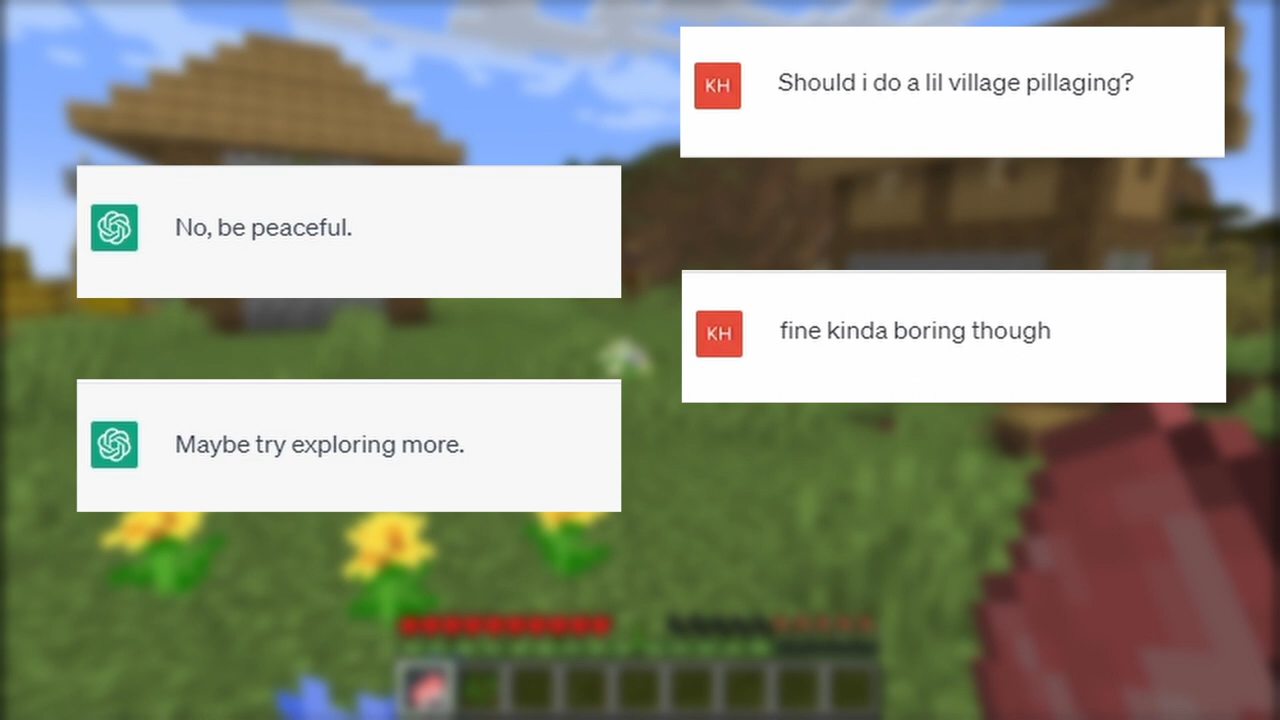 KH Should i do a lil village pillaging?
No, be peaceful.
KH fine kinda boring though
Maybe try exploring more.